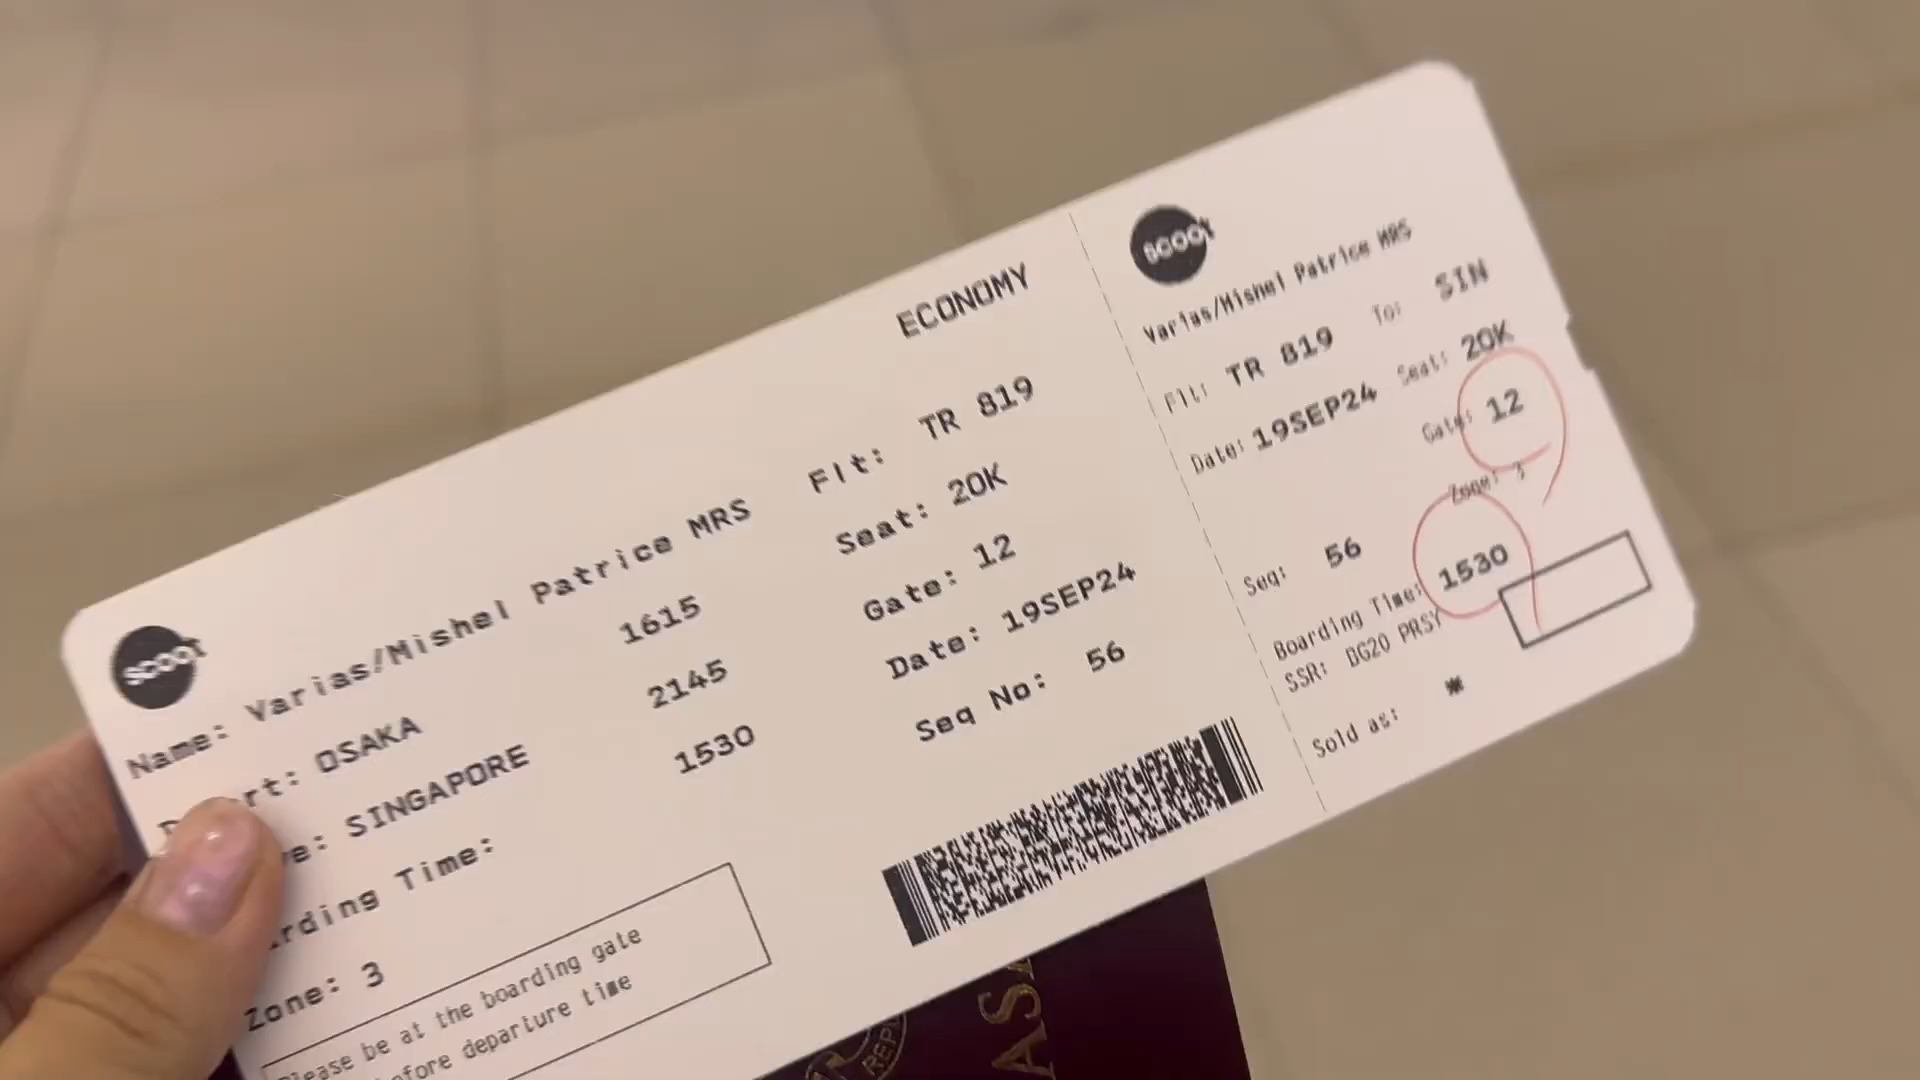 ECONOMY
scoot
Name: Varias/Mishel Patrice MRS
Flt: TR 819
OSAKA 1615
Seat: 20K
SINGAPORE 2145
Gate: 12
Time: 1530
Date: 19SEP24
Zone: 3
Seq No: 56
Please be at the boarding gate
before departure time
scoot
Varias/Mishel Patrice MRS
Flt: TR 819 To: SIN
Date: 19SEP24 Seat: 20K
Gate: 12
Zone: 3
Seq: 56
Boarding Time: 1530
SSR: BG20 PRSY
Sold as: *